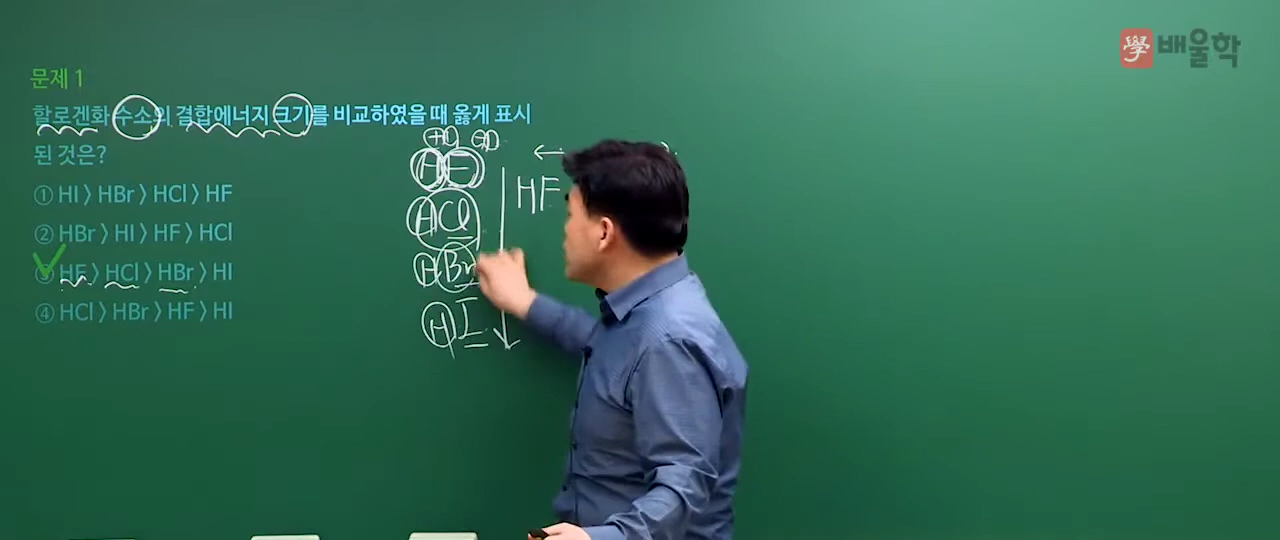 學 배울학
문제 1
할로겐화 수소의 결합에너지 크기를 비교하였을 때 옳게 표시
된 것은?
① HI 〉 HBr 〉 HCl 〉 HF
② HBr 〉 HI 〉 HF 〉 HCl
③ HF 〉 HCl 〉 HBr 〉 HI
④ HCl 〉 HBr 〉 HF 〉 HI
HF
HCl
HBr
HI
HF